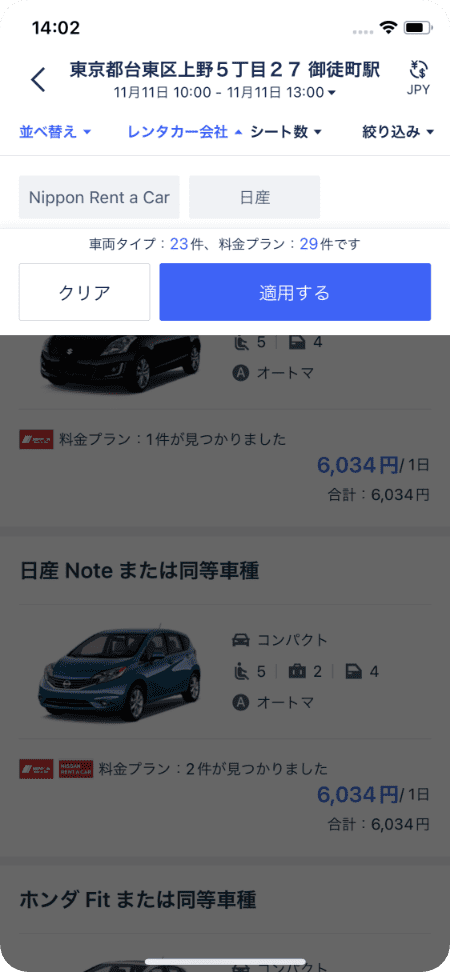 14:02
東京都台東区上野５丁目２７ 御徒町駅
11月11日 10:00 - 11月11日 13:00
JPY
並べ替え レンタカー会社 シート数 絞り込み
Nippon Rent a Car 日産
車両タイプ：23件、料金プラン：29件です
クリア 適用する
5 4
A オートマ
料金プラン：1件が見つかりました
6,034円/1日
合計：6,034円
日産 Note または同等車種
コンパクト
5 2 4
A オートマ
NISSAN RENT A CAR 料金プラン：2件が見つかりました
6,034円/1日
合計：6,034円
ホンダ Fit または同等車種
コンパクト